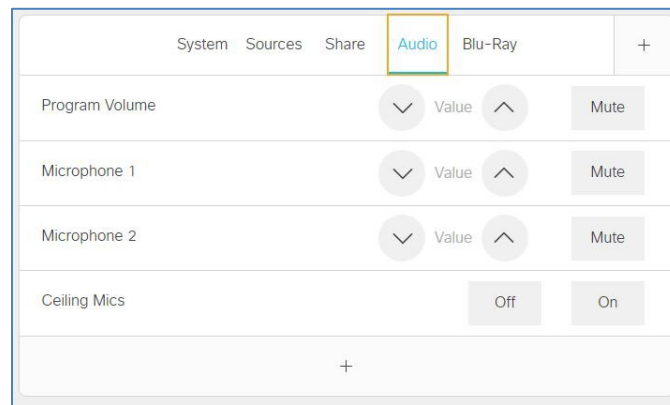 System Sources Share Audio Blu-Ray +
Program Volume Value Mute
Microphone 1 Value Mute
Microphone 2 Value Mute
Ceiling Mics Off On
+